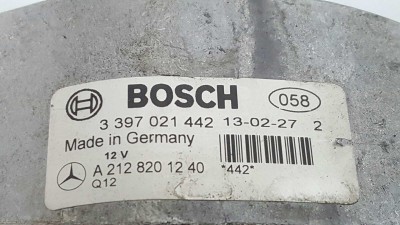 BOSCH 058
3 397 021 442 13-02-27 2
Made in Germany
12 V
A 212 820 12 40 *442*
Q12